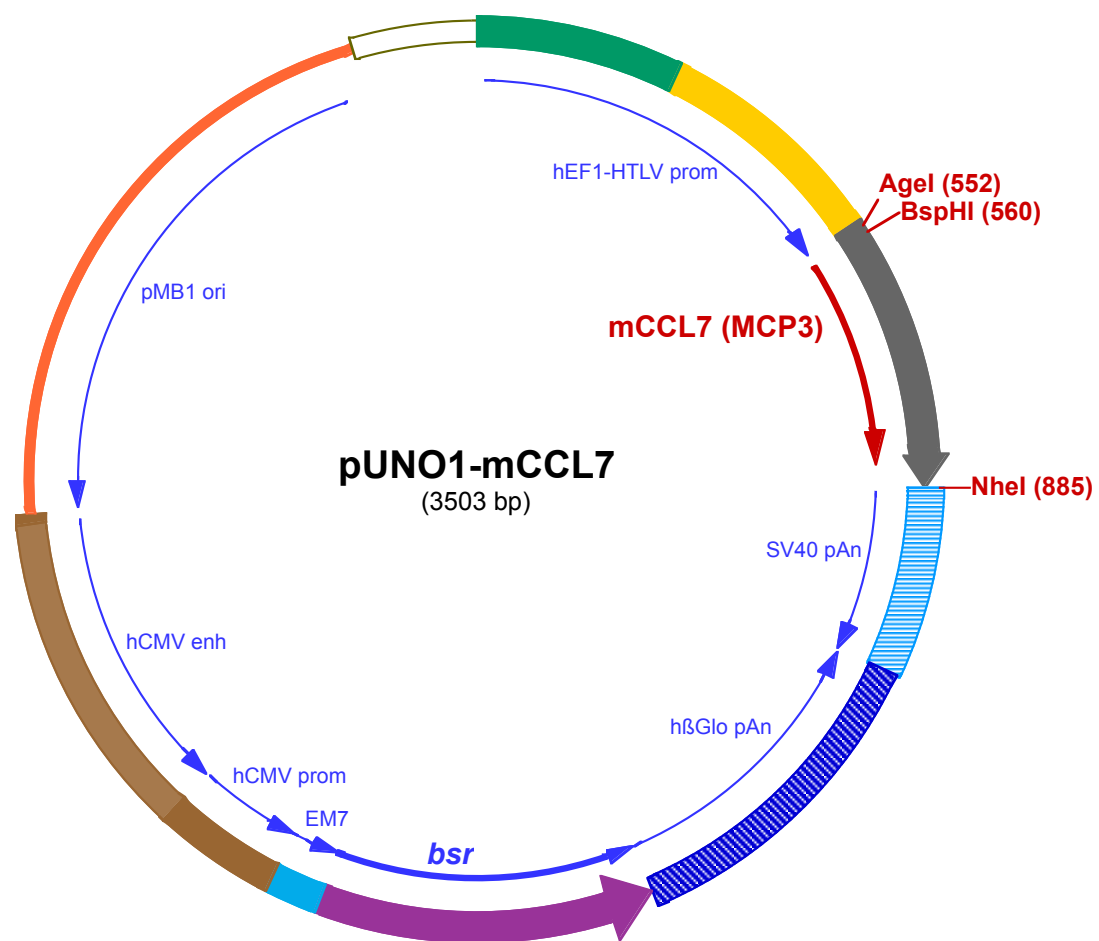 hEF1-HTLV prom
AgeI (552)
BspHI (560)
pMB1 ori
mCCL7 (MCP3)
pUNO1-mCCL7
(3503 bp)
NheI (885)
SV40 pAn
hCMV enh
hßGlo pAn
hCMV prom
EM7
bsr